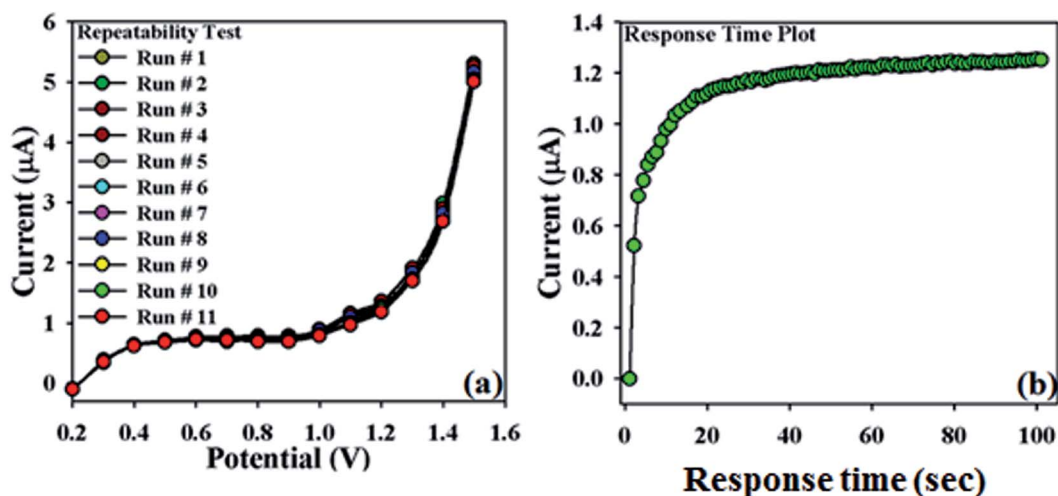 Repeatability Test
Run # 1
Run # 2
Run # 3
Run # 4
Run # 5
Run # 6
Run # 7
Run # 8
Run # 9
Run # 10
Run # 11
Current (µA)
6
5
4
3
2
1
0
0.2 0.4 0.6 0.8 1.0 1.2 1.4 1.6
Potential (V)
(a)
Response Time Plot
Current (µA)
1.4
1.2
1.0
0.8
0.6
0.4
0.2
0.0
0 20 40 60 80 100
Response time (sec)
(b)